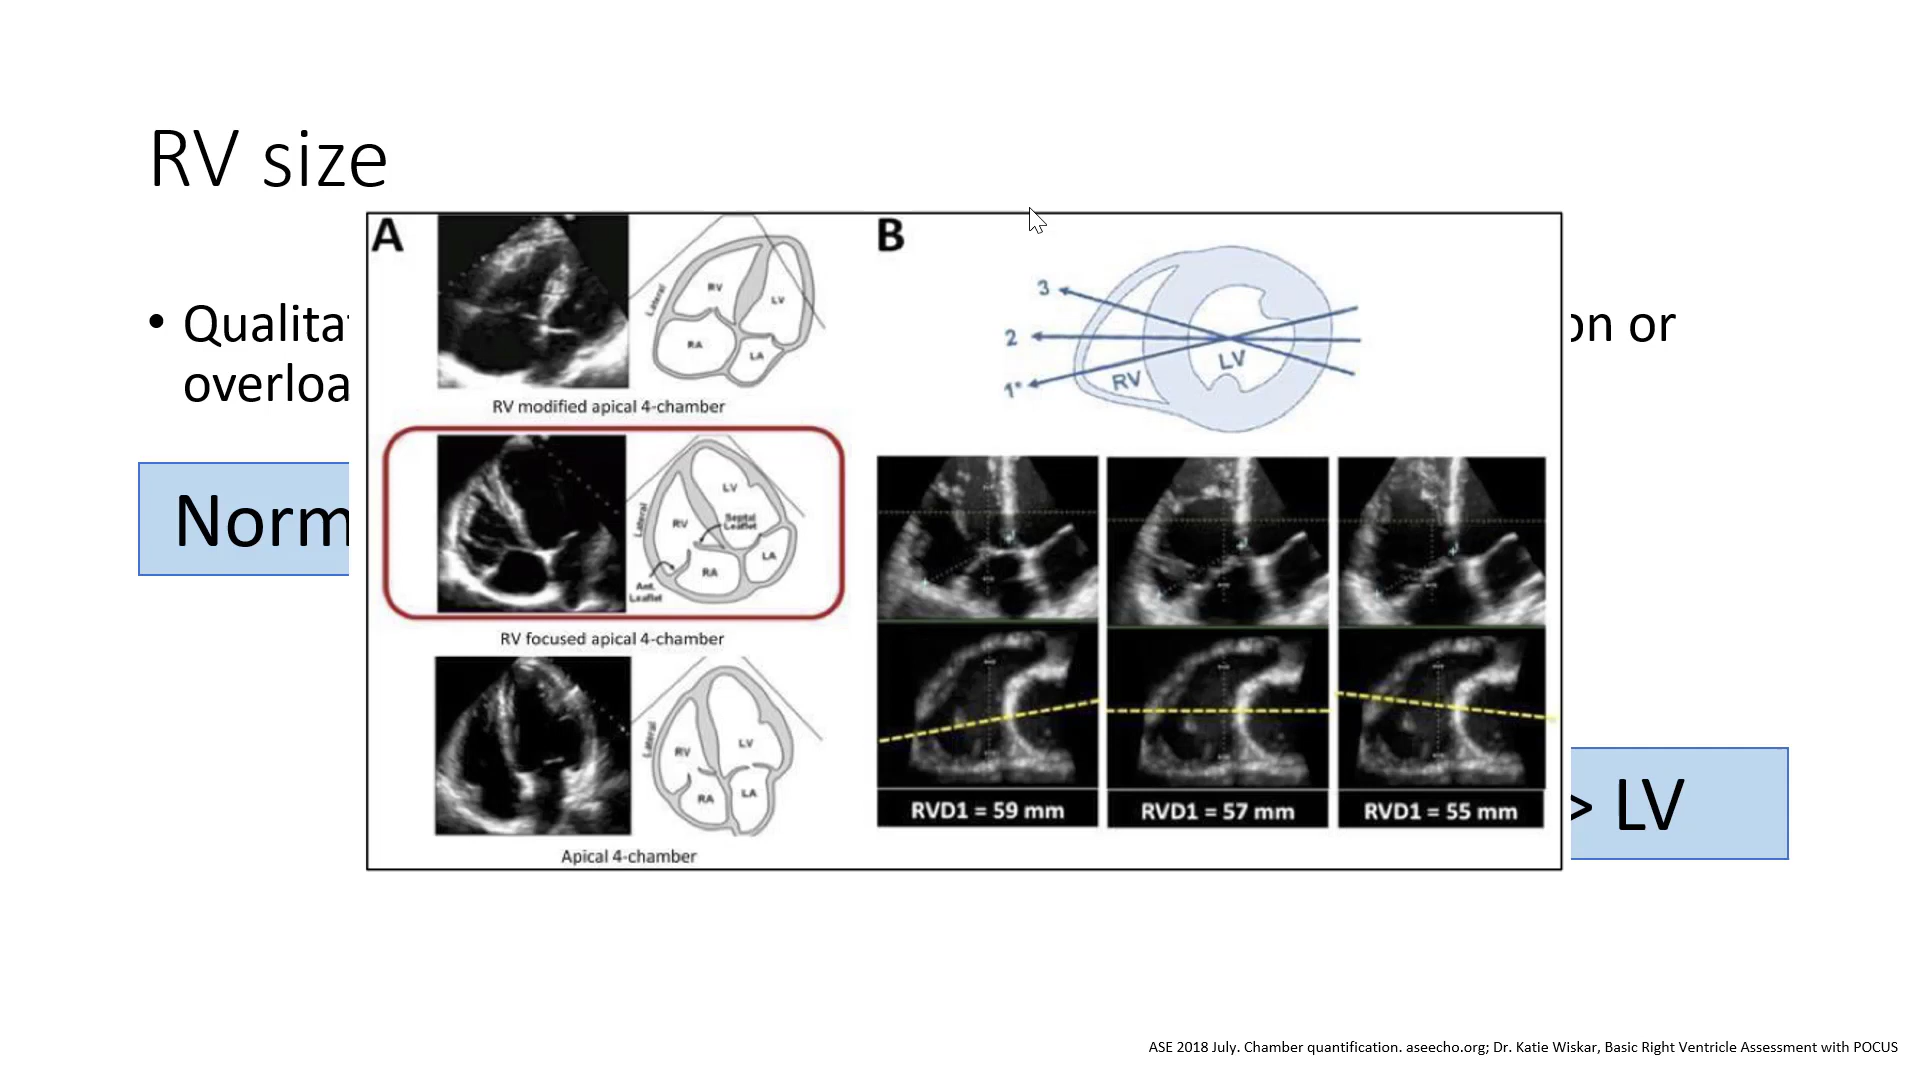 RV size
• Qualita
on or
overloa
Norm
> LV
A
RV
LV
Lateral
RA
LA
RV modified apical 4-chamber
LV
Lateral
RV
Septal
Leaflet
LA
RA
Ant.
Leaflet
RV focused apical 4-chamber
Lateral
RV
LV
RA
LA
Apical 4-chamber
B
3
2
1*
LV
RV
RVD1 = 59 mm
RVD1 = 57 mm
RVD1 = 55 mm
ASE 2018 July. Chamber quantification. aseecho.org; Dr. Katie Wiskar, Basic Right Ventricle Assessment with POCUS